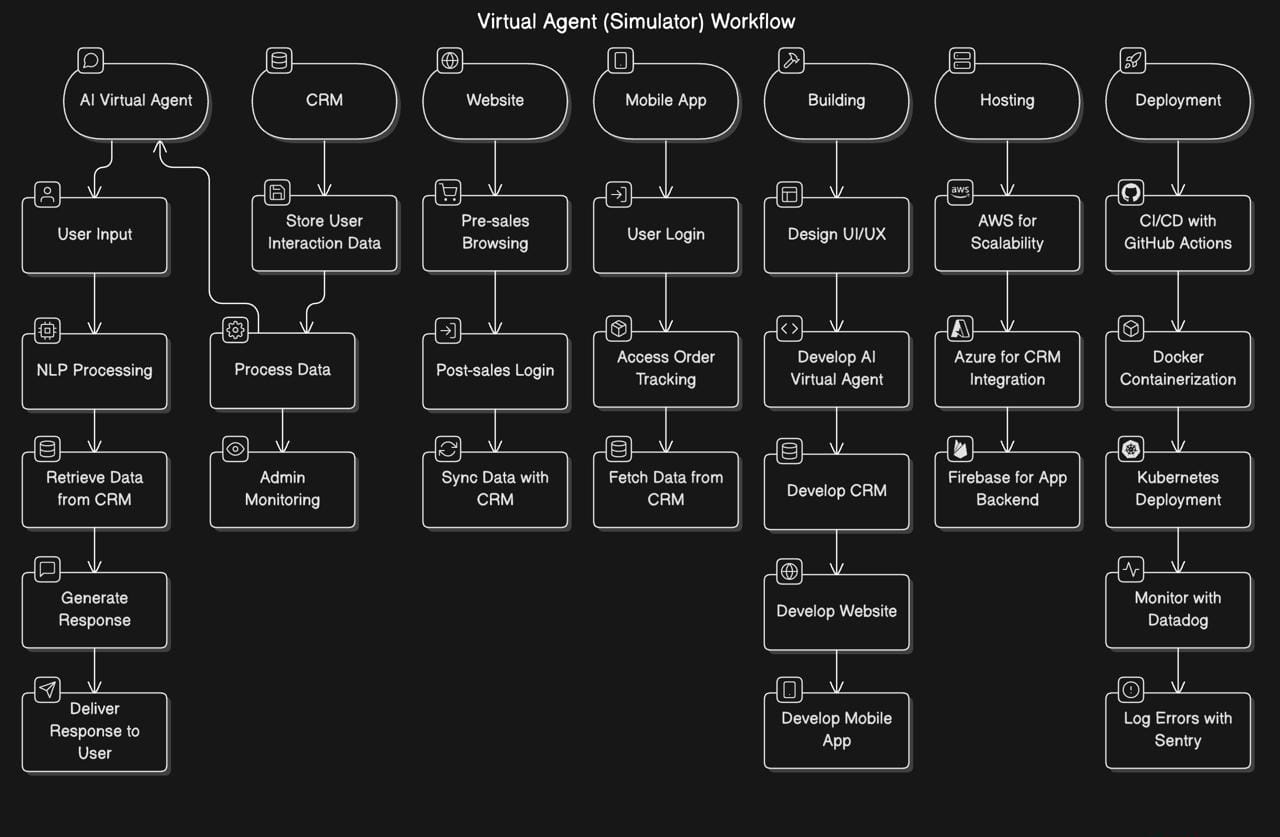 Virtual Agent (Simulator) Workflow
AI Virtual Agent
User Input
NLP Processing
Retrieve Data
from CRM
Generate
Response
Deliver
Response to
User
CRM
Store User
Interaction Data
Process Data
Admin
Monitoring
Website
Pre-sales
Browsing
Post-sales Login
Sync Data with
CRM
Mobile App
User Login
Access Order
Tracking
Fetch Data from
CRM
Building
Design UI/UX
Develop AI
Virtual Agent
Develop CRM
Develop Website
Develop Mobile
App
Hosting
aws
AWS for
Scalability
Azure for CRM
Integration
Firebase for App
Backend
Deployment
CI/CD with
GitHub Actions
Docker
Containerization
Kubernetes
Deployment
Monitor with
Datadog
Log Errors with
Sentry